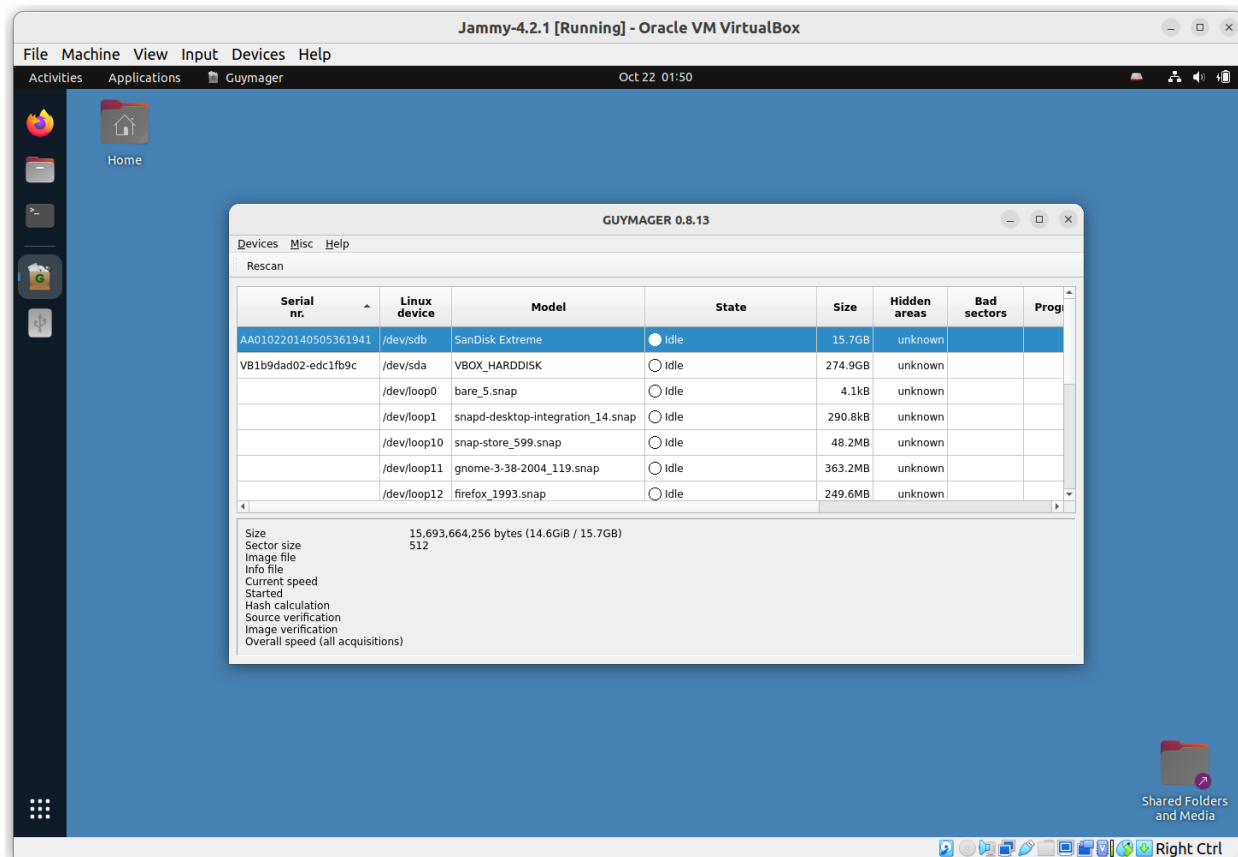 Jammy-4.2.1 [Running] - Oracle VM VirtualBox
File Machine View Input Devices Help
Activities Applications Guymager Oct 22 01:50
Home
GUYMAGER 0.8.13
Devices Misc Help
Rescan
Serial nr. Linux device Model State Size Hidden areas Bad sectors Progr
AA010220140505361941 /dev/sdb SanDisk Extreme Idle 15.7GB unknown
VB1b9dad02-edc1fb9c /dev/sda VBOX_HARDDISK Idle 274.9GB unknown
/dev/loop0 bare_5.snap Idle 4.1kB unknown
/dev/loop1 snapd-desktop-integration_14.snap Idle 290.8kB unknown
/dev/loop10 snap-store_599.snap Idle 48.2MB unknown
/dev/loop11 gnome-3-38-2004_119.snap Idle 363.2MB unknown
/dev/loop12 firefox_1993.snap Idle 249.6MB unknown
Size 15,693,664,256 bytes (14.6GiB / 15.7GB)
Sector size 512
Image file
Info file
Current speed
Started
Hash calculation
Source verification
Image verification
Overall speed (all acquisitions)
Shared Folders
and Media
Right Ctrl